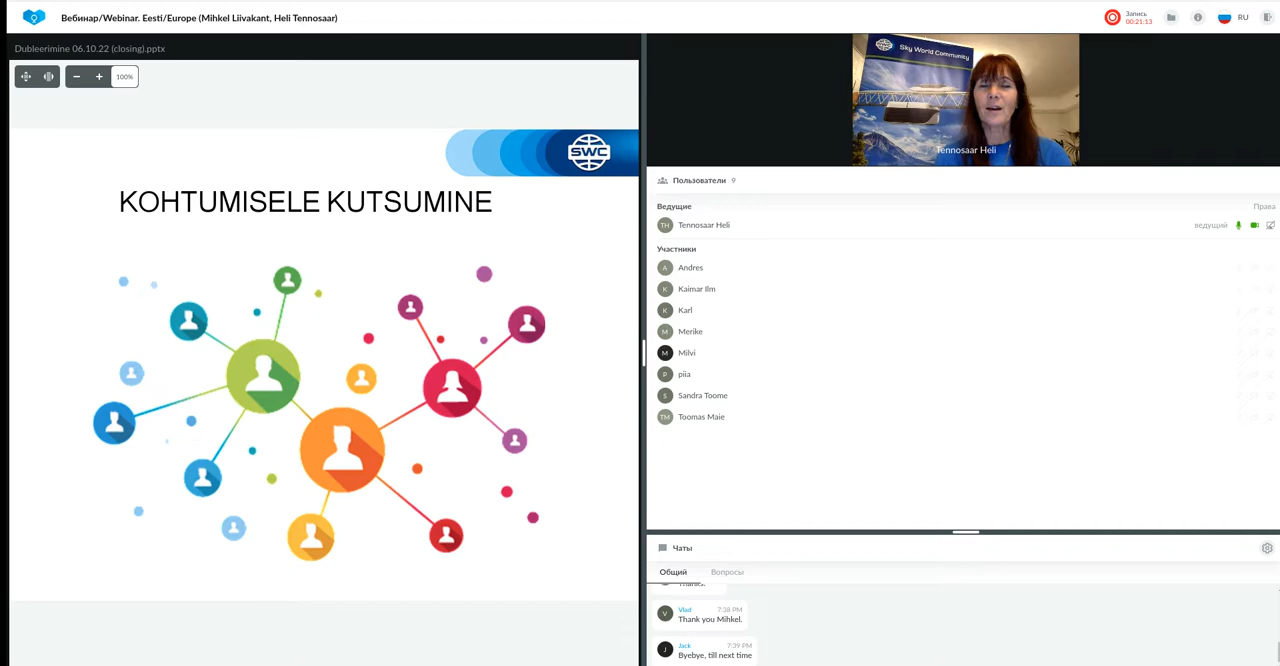 Вебинар/Webinar. Eesti/Europe (Mihkel Liivakant, Heli Tennosaar)
Запись
00:21:13
RU
Dubleerimine 06.10.22 (closing).pptx
100%
SWC
KOHTUMISELE KUTSUMINE
Sky World Community
Tennosaar Heli
Пользователи 9
Ведущие
Права
TH Tennosaar Heli
ведущий
Участники
A Andres
K Kaimar Ilm
K Karl
M Merike
M Milvi
P piia
S Sandra Toome
TM Toomas Maie
Чаты
Общий Вопросы
Thanks.
V Vlad 7:38 PM
Thank you Mihkel.
J Jack 7:39 PM
Byebye, till next time